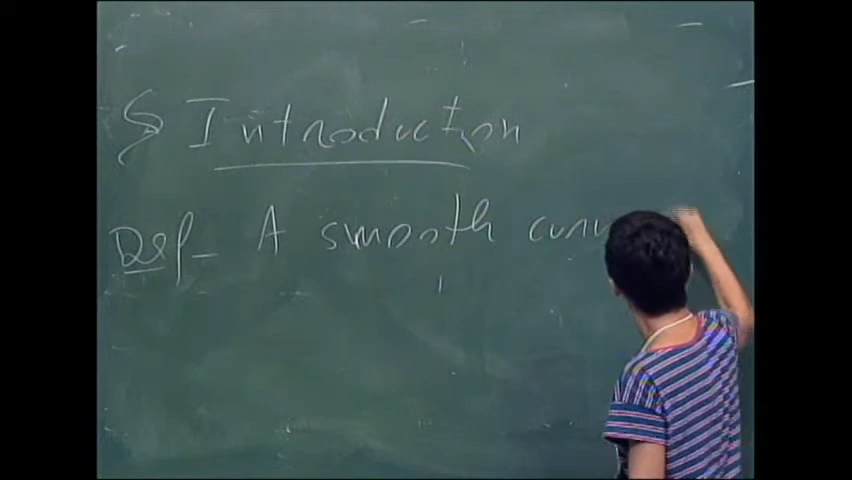 § Introduction
Def- A smooth curv